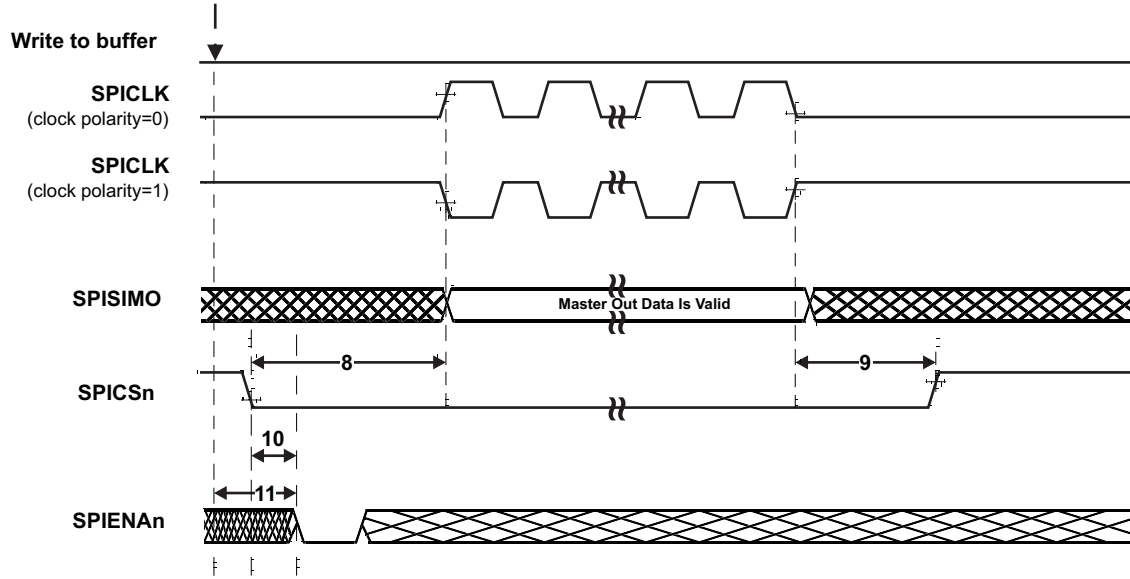 Write to buffer
SPICLK
(clock polarity=0)
SPICLK
(clock polarity=1)
SPISIMO
Master Out Data Is Valid
8
9
SPICSn
10
11
SPIENAn